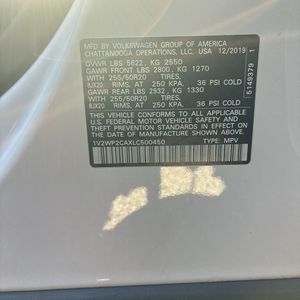 MFD BY VOLKSWAGEN GROUP OF AMERICA
CHATTANOOGA OPERATIONS, LLC. USA 12/2019
GVWR LBS 5622, KG 2550
GAWR FRONT LBS 2800, KG 1270
WITH 255/50R20 TIRES,
8JX20 RIMS, AT 250 KPA, 36 PSI COLD
GAWR REAR LBS 2932, KG 1330
WITH 255/50R20 TIRES,
8JX20 RIMS, AT 250 KPA, 36 PSI COLD
THIS VEHICLE CONFORMS TO ALL APPLICABLE
U.S. FEDERAL MOTOR VEHICLE SAFETY
STANDARDS IN EFFECT ON THE DATE OF
MANUFACTURE SHOWN ABOVE.
1V2WP2CAXLC500450 TYPE: MPV
5149379 1